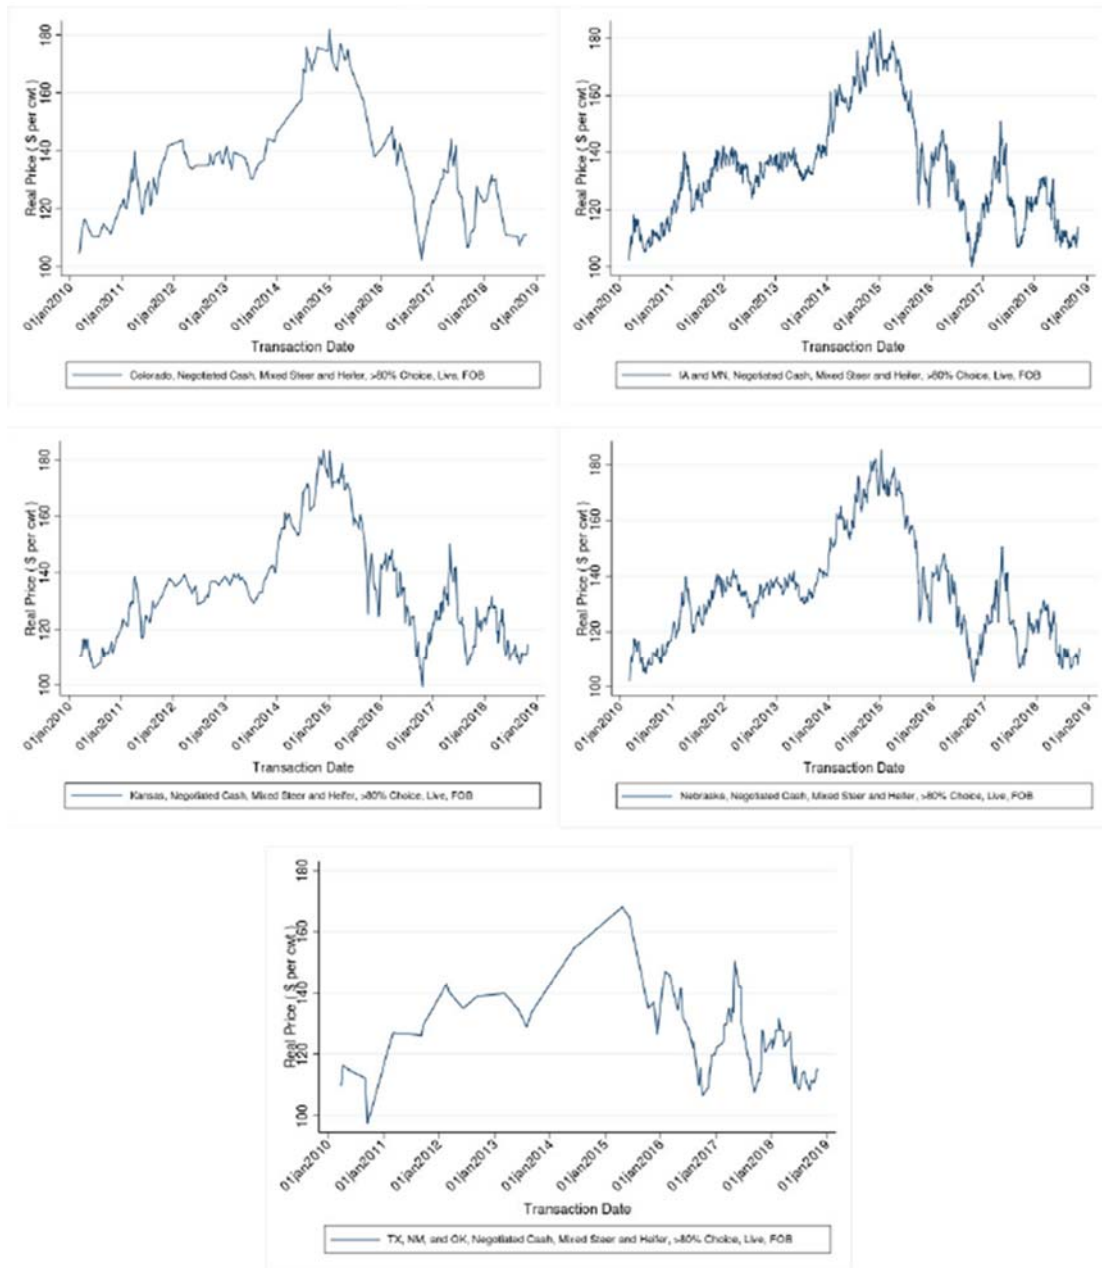 Real Price ( $ per cwt )
180
160
140
120
100
01jan2010
01jan2011
01jan2012
01jan2013
01jan2014
01jan2015
01jan2016
01jan2017
01jan2018
01jan2019
Transaction Date
Colorado, Negotiated Cash, Mixed Steer and Heifer, >80% Choice, Live, FOB
Real Price ( $ per cwt )
180
160
140
120
100
01jan2010
01jan2011
01jan2012
01jan2013
01jan2014
01jan2015
01jan2016
01jan2017
01jan2018
01jan2019
Transaction Date
IA and MN, Negotiated Cash, Mixed Steer and Heifer, >80% Choice, Live, FOB
Real Price ( $ per cwt )
180
160
140
120
100
01jan2010
01jan2011
01jan2012
01jan2013
01jan2014
01jan2015
01jan2016
01jan2017
01jan2018
01jan2019
Transaction Date
Kansas, Negotiated Cash, Mixed Steer and Heifer, >80% Choice, Live, FOB
Real Price ( $ per cwt )
180
160
140
120
100
01jan2010
01jan2011
01jan2012
01jan2013
01jan2014
01jan2015
01jan2016
01jan2017
01jan2018
01jan2019
Transaction Date
Nebraska, Negotiated Cash, Mixed Steer and Heifer, >80% Choice, Live, FOB
Real Price ( $ per cwt )
180
160
140
120
100
01jan2010
01jan2011
01jan2012
01jan2013
01jan2014
01jan2015
01jan2016
01jan2017
01jan2018
01jan2019
Transaction Date
TX, NM, and OK, Negotiated Cash, Mixed Steer and Heifer, >80% Choice, Live, FOB